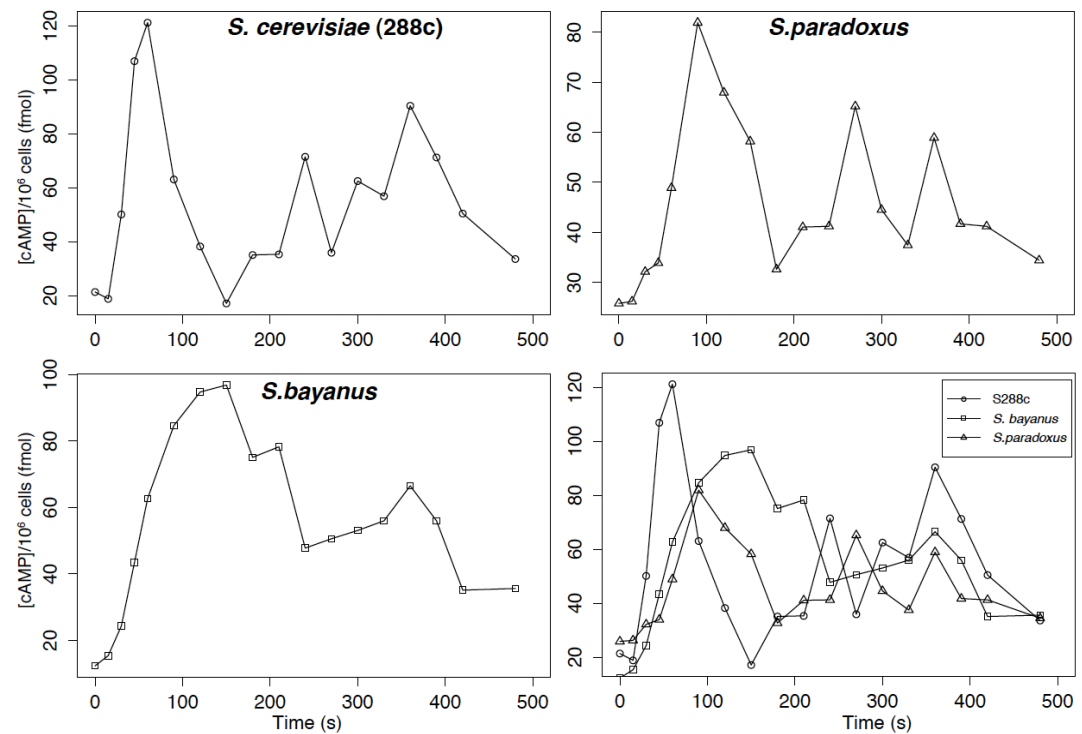 S. cerevisiae (288c)
[cAMP]/10⁶ cells (fmol)
120
100
80
60
40
20
0 100 200 300 400 500
S.paradoxus
80
70
60
50
40
30
0 100 200 300 400 500
S.bayanus
[cAMP]/10⁶ cells (fmol)
100
80
60
40
20
0 100 200 300 400 500
Time (s)
S288c
S. bayanus
S.paradoxus
120
100
80
60
40
20
0 100 200 300 400 500
Time (s)